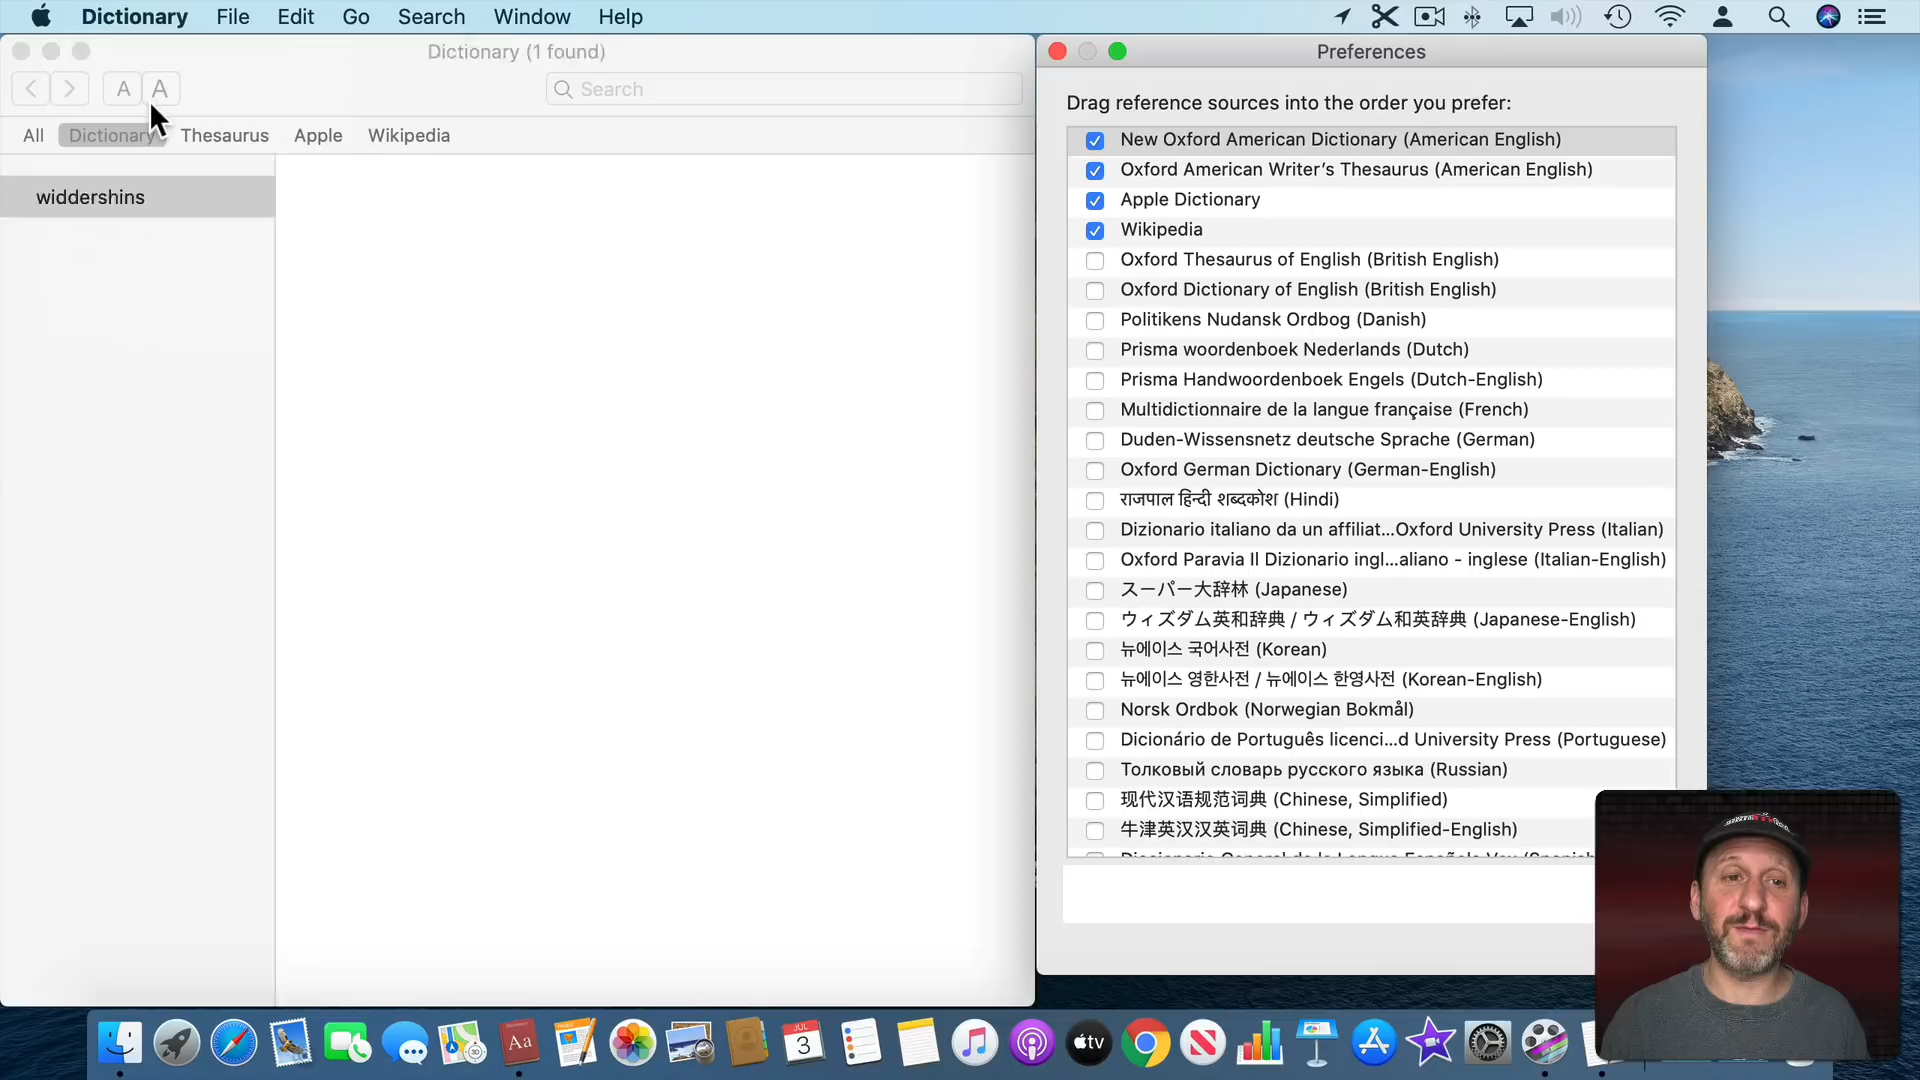 Dictionary File Edit Go Search Window Help
Dictionary (1 found)
A A Search
All Dictionary Thesaurus Apple Wikipedia
widdershins
Preferences
Drag reference sources into the order you prefer:
New Oxford American Dictionary (American English)
Oxford American Writer’s Thesaurus (American English)
Apple Dictionary
Wikipedia
Oxford Thesaurus of English (British English)
Oxford Dictionary of English (British English)
Politikens Nudansk Ordbog (Danish)
Prisma woordenboek Nederlands (Dutch)
Prisma Handwoordenboek Engels (Dutch-English)
Multidictionnaire de la langue française (French)
Duden-Wissensnetz deutsche Sprache (German)
Oxford German Dictionary (German-English)
राजपाल हिन्दी शब्दकोश (Hindi)
Dizionario italiano da un affiliat...Oxford University Press (Italian)
Oxford Paravia Il Dizionario ingl...aliano - inglese (Italian-English)
スーパー大辞林 (Japanese)
ウィズダム英和辞典 / ウィズダム和英辞典 (Japanese-English)
뉴에이스 국어사전 (Korean)
뉴에이스 영한사전 / 뉴에이스 한영사전 (Korean-English)
Norsk Ordbok (Norwegian Bokmål)
Dicionário de Português licenci...d University Press (Portuguese)
Толковый словарь русского языка (Russian)
现代汉语规范词典 (Chinese, Simplified)
牛津英汉汉英词典 (Chinese, Simplified-English)
Aa
3D
JUL
3
tv